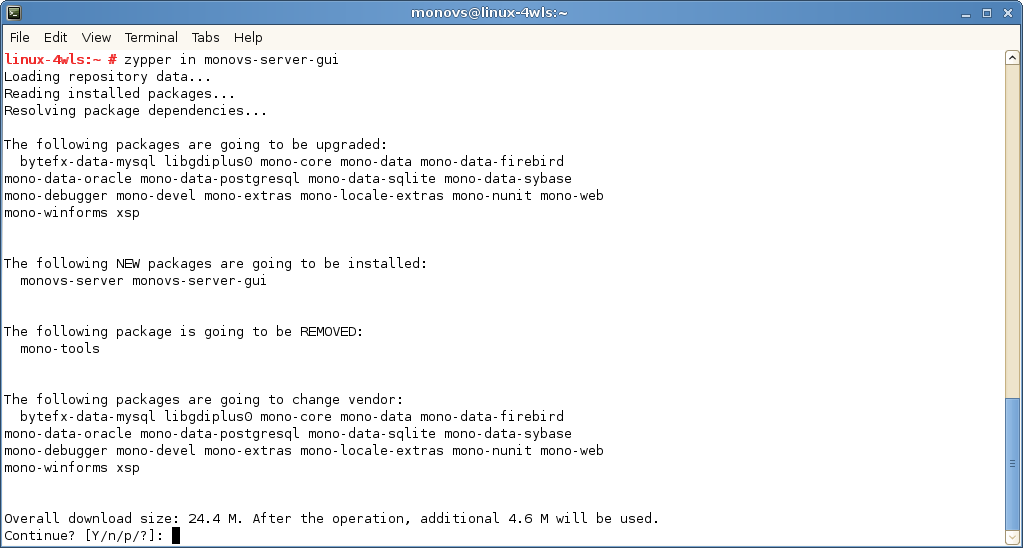 monovs@linux-4wls:~
File Edit View Terminal Tabs Help
linux-4wls:~ # zypper in monovs-server-gui
Loading repository data...
Reading installed packages...
Resolving package dependencies...
The following packages are going to be upgraded:
bytefx-data-mysql libgdiplus0 mono-core mono-data mono-data-firebird
mono-data-oracle mono-data-postgresql mono-data-sqlite mono-data-sybase
mono-debugger mono-devel mono-extras mono-locale-extras mono-nunit mono-web
mono-winforms xsp
The following NEW packages are going to be installed:
monovs-server monovs-server-gui
The following package is going to be REMOVED:
mono-tools
The following packages are going to change vendor:
bytefx-data-mysql libgdiplus0 mono-core mono-data mono-data-firebird
mono-data-oracle mono-data-postgresql mono-data-sqlite mono-data-sybase
mono-debugger mono-devel mono-extras mono-locale-extras mono-nunit mono-web
mono-winforms xsp
Overall download size: 24.4 M. After the operation, additional 4.6 M will be used.
Continue? [Y/n/p/?]: